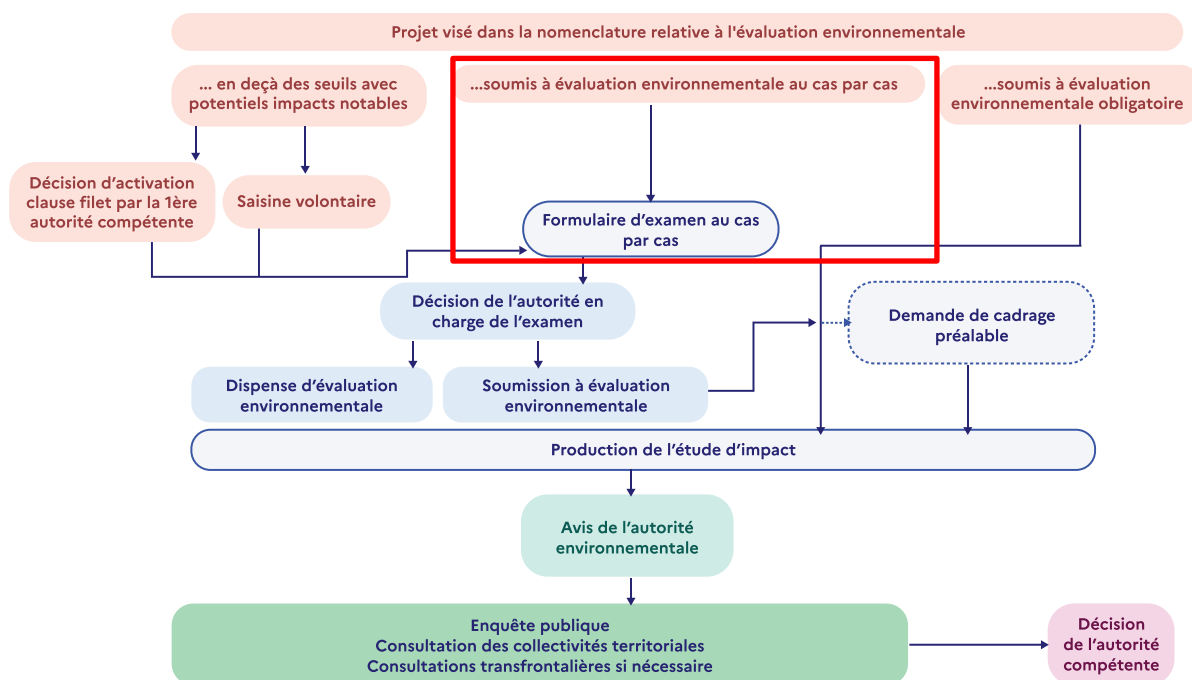 Projet visé dans la nomenclature relative à l'évaluation environnementale
... en deçà des seuils avec
potentiels impacts notables
...soumis à évaluation environnementale au cas par cas
...soumis à évaluation
environnementale obligatoire
Décision d’activation
clause filet par la 1ère
autorité compétente
Saisine volontaire
Formulaire d’examen au cas
par cas
Décision de l’autorité en
charge de l’examen
Demande de cadrage
préalable
Dispense d’évaluation
environnementale
Soumission à évaluation
environnementale
Production de l’étude d’impact
Avis de l’autorité
environnementale
Enquête publique
Consultation des collectivités territoriales
Consultations transfrontalières si nécessaire
Décision
de l’autorité
compétente